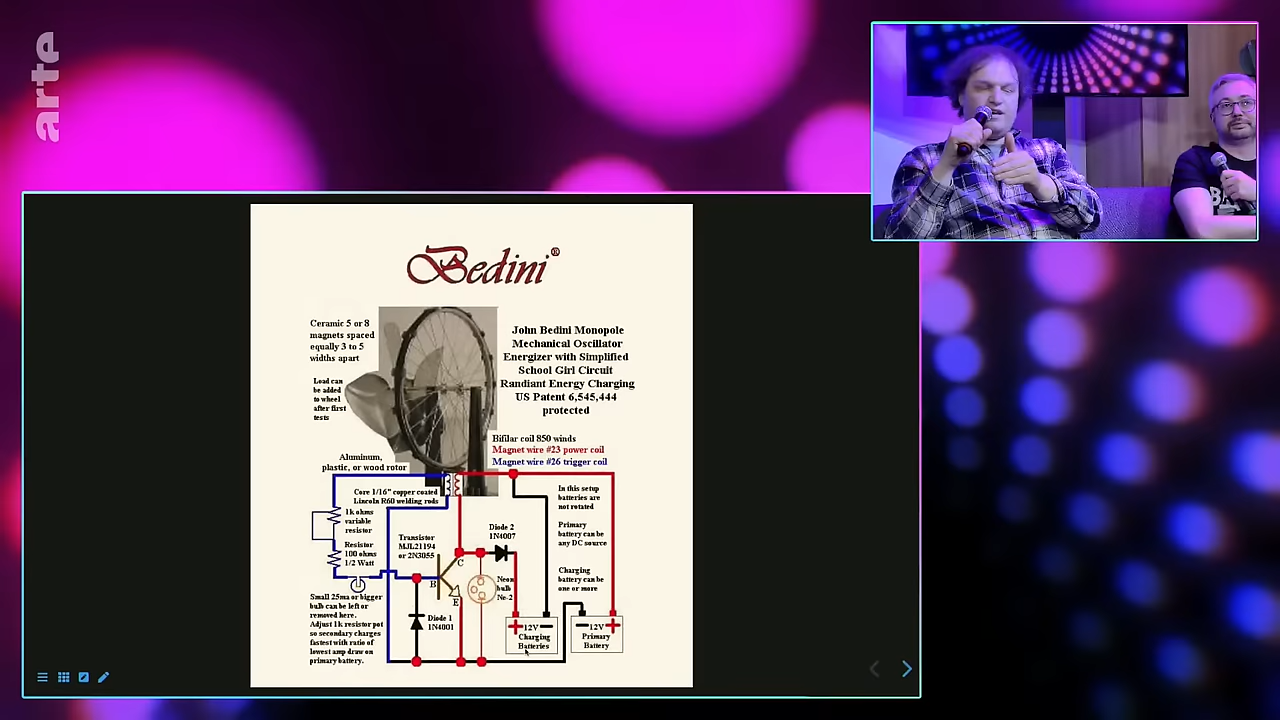 arte
Bedini®
Ceramic 5 or 8
magnets spaced
equally 3 to 5
widths apart
Load can
be added
to wheel
after first
tests
John Bedini Monopole
Mechanical Oscillator
Energizer with Simplified
School Girl Circuit
Randiant Energy Charging
US Patent 6,545,444
protected
Bifilar coil 850 winds
Magnet wire #23 power coil
Magnet wire #26 trigger coil
Aluminum,
plastic, or wood rotor
Core 1/16" copper coated
Lincoln R60 welding rods
1k ohms
variable
resistor
Resistor
100 ohms
1/2 Watt
Transistor
MJL21194
or 2N3055
Diode 2
1N4007
In this setup
batteries are
not rotated
Primary
battery can be
any DC source
Charging
battery can be
one or more
C
B
E
Neon
bulb
Ne-2
Small 25ma or bigger
bulb can be left or
removed here.
Adjust 1k resistor pot
so secondary charges
fastest with ratio of
lowest amp draw on
primary battery.
Diode 1
1N4001
+ 12V −
Charging
Batteries
− 12V +
Primary
Battery